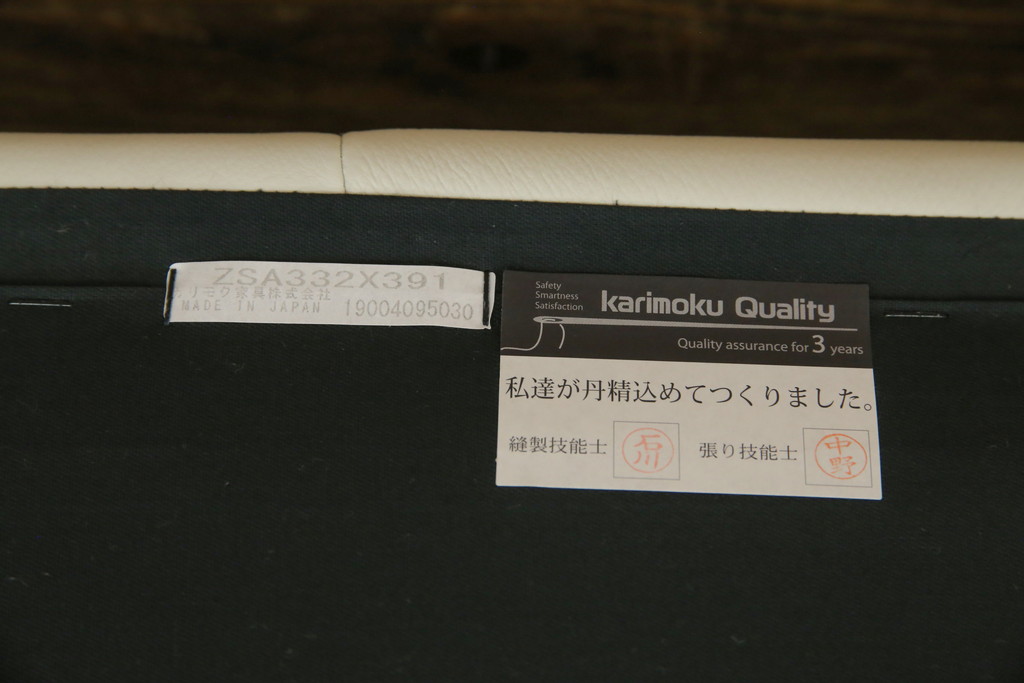 ZSA332X391
カリモク家具株式会社
MADE IN JAPAN 19004095030
Safety
Smartness
Satisfaction
karimoku Quality
Quality assurance for 3 years
私達が丹精込めてつくりました。
縫製技能士 石川 張り技能士 中野